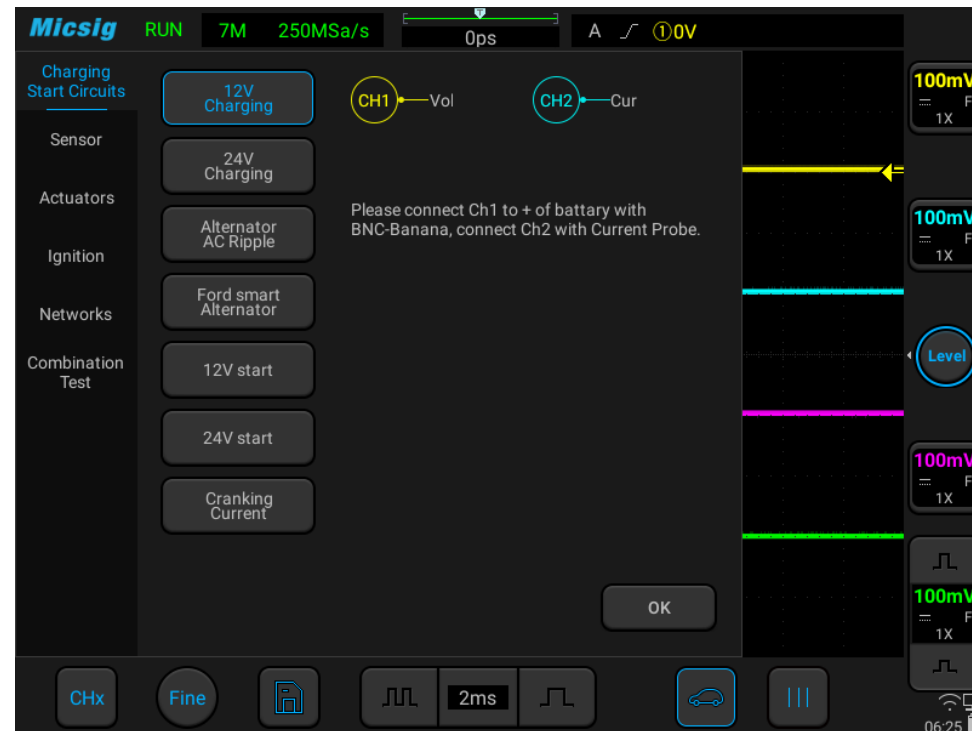 Micsig RUN 7M 250MSa/s T 0ps A ①0V
Charging
Start Circuits
Sensor
Actuators
Ignition
Networks
Combination
Test
12V
Charging
24V
Charging
Alternator
AC Ripple
Ford smart
Alternator
12V start
24V start
Cranking
Current
CH1 Vol CH2 Cur
Please connect Ch1 to + of battary with
BNC-Banana, connect Ch2 with Current Probe.
OK
100mV
F
1X
100mV
F
1X
Level
100mV
F
1X
100mV
F
1X
CHx Fine 2ms
06:25